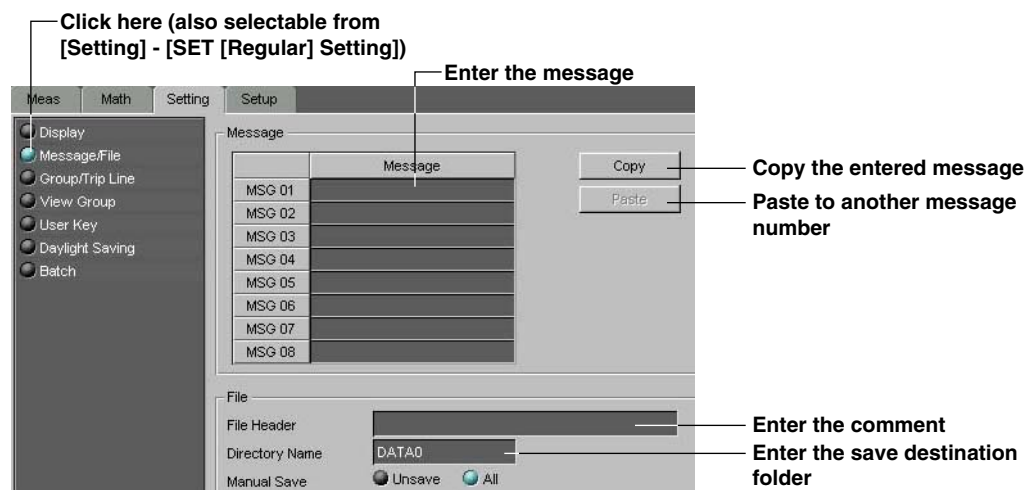 Click here (also selectable from
[Setting] - [SET [Regular] Setting])
Enter the message
Meas Math Setting Setup
Display
Message/File
Group/Trip Line
View Group
User Key
Daylight Saving
Batch
Message
Message
MSG 01
MSG 02
MSG 03
MSG 04
MSG 05
MSG 06
MSG 07
MSG 08
Copy
Paste
Copy the entered message
Paste to another message
number
File
File Header
Directory Name DATA0
Manual Save Unsave All
Enter the comment
Enter the save destination
folder